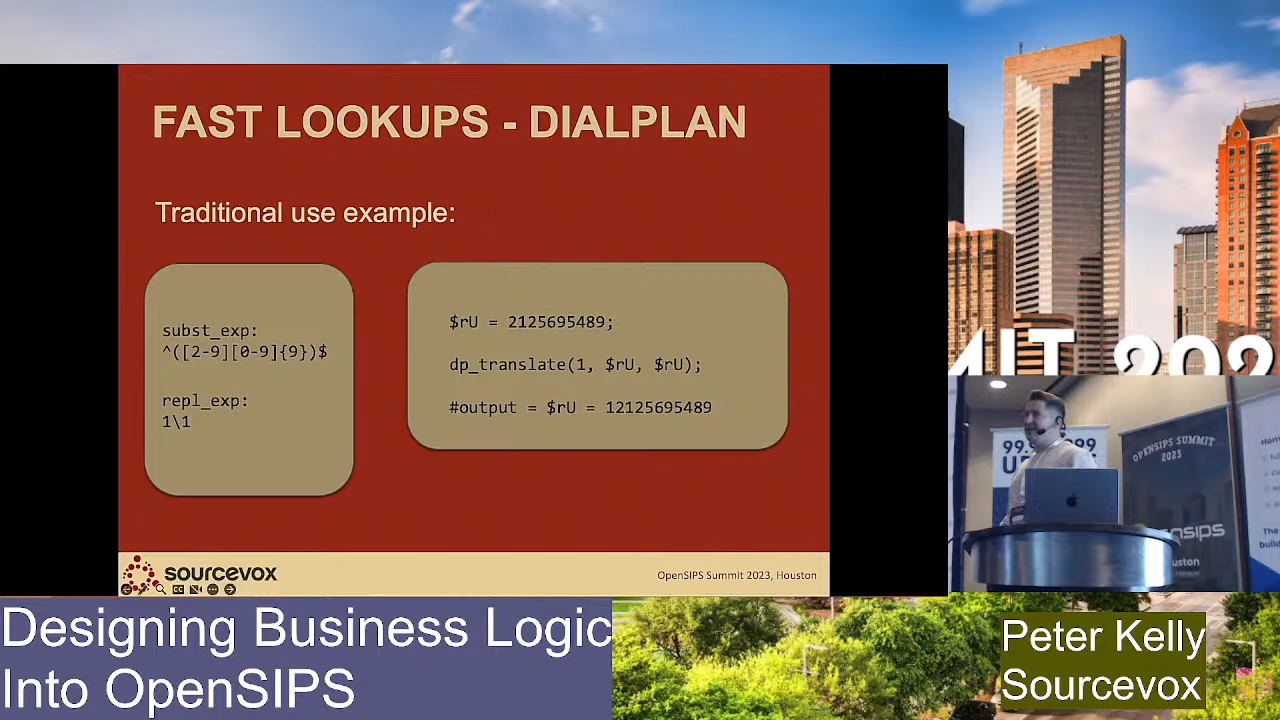 FAST LOOKUPS - DIALPLAN
Traditional use example:
subst_exp:
^([2-9][0-9]{9})$
repl_exp:
1\1
$rU = 2125695489;
dp_translate(1, $rU, $rU);
#output = $rU = 12125695489
sourcevox
OpenSIPS Summit 2023, Houston
OPENSIPS SUMMIT
2023
Designing Business Logic
Into OpenSIPS
Peter Kelly
Sourcevox